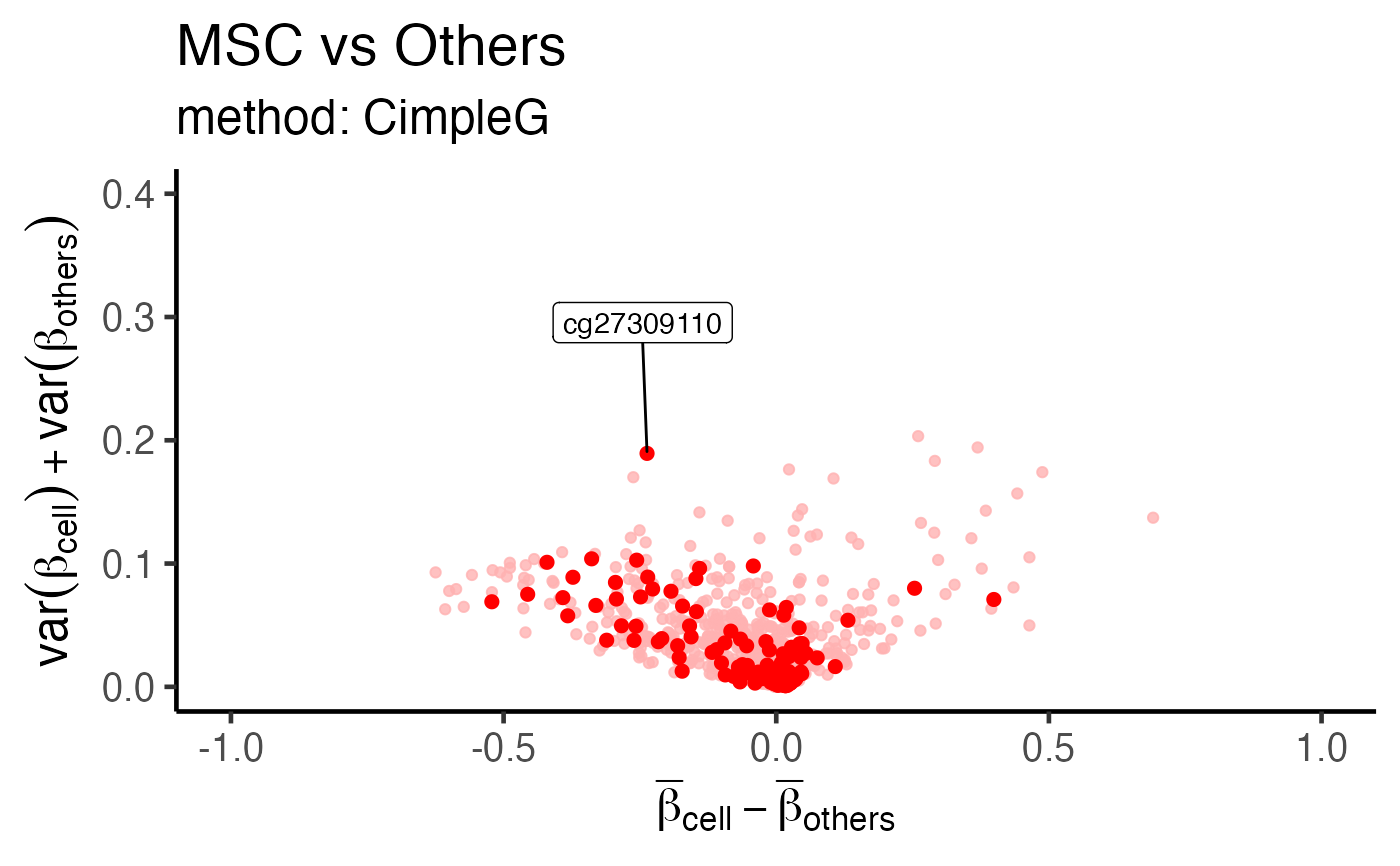 MSC vs Others
method: CimpleG
var(βcell) + var(βothers)
0.4
0.3
0.2
0.1
0.0
cg27309110
-1.0
-0.5
0.0
0.5
1.0
β̅cell − β̅others